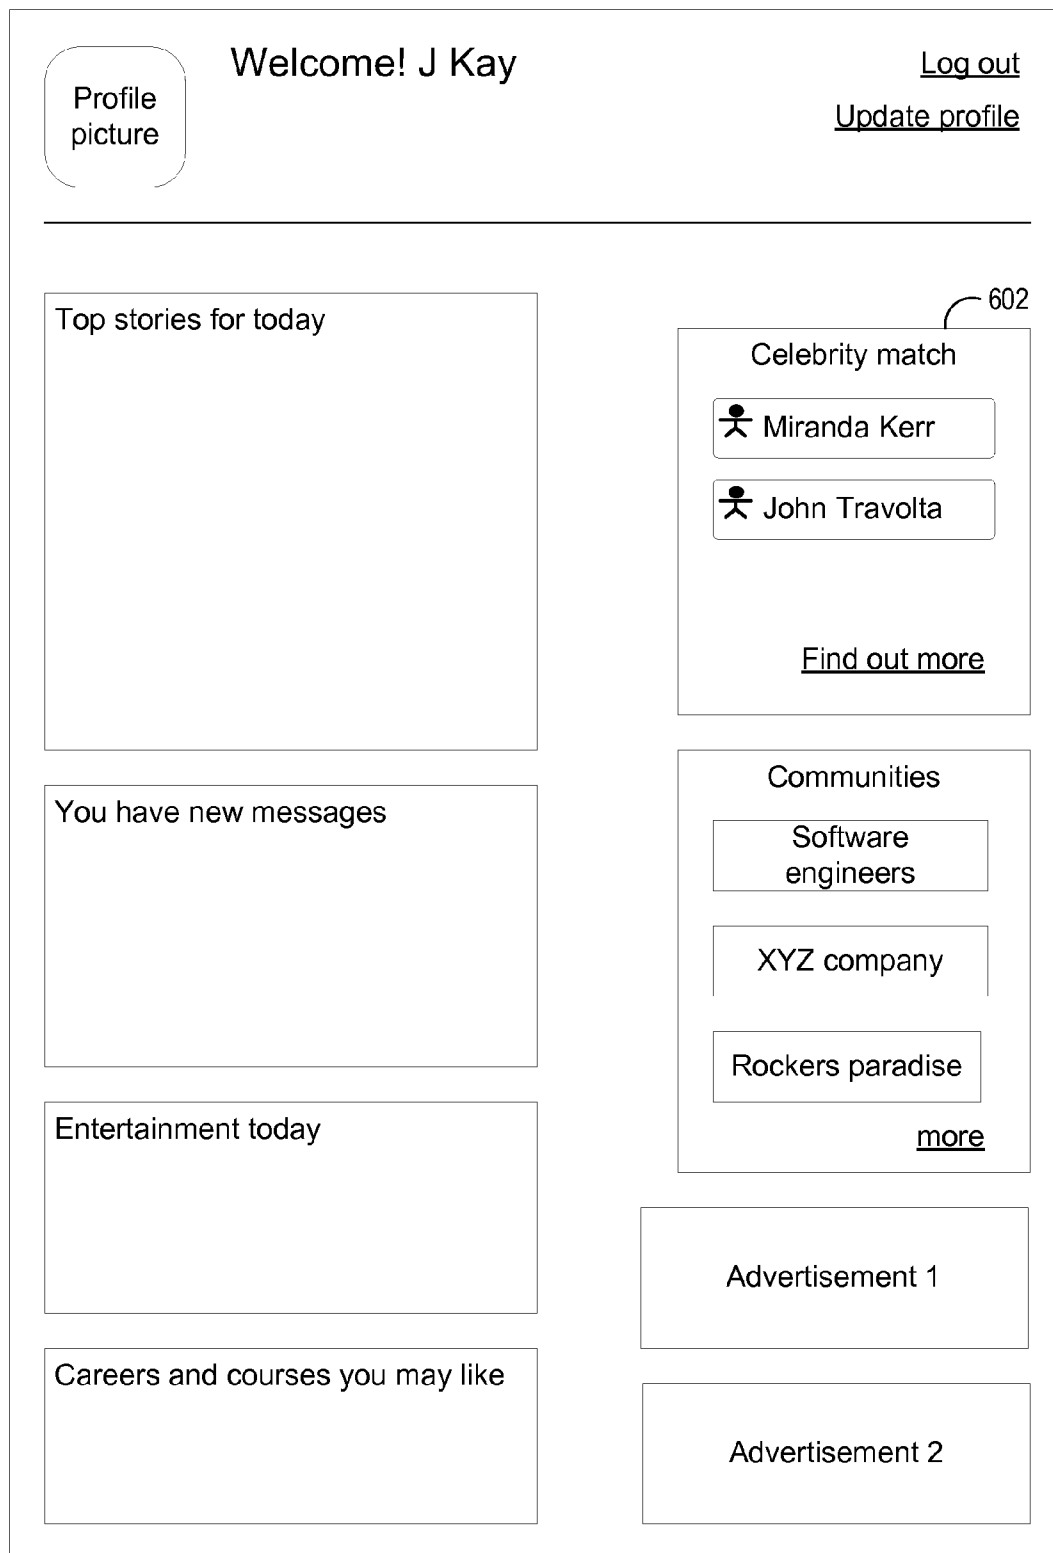 Profile
picture
Welcome! J Kay
Log out
Update profile
Top stories for today
You have new messages
Entertainment today
Careers and courses you may like
602
Celebrity match
Miranda Kerr
John Travolta
Find out more
Communities
Software
engineers
XYZ company
Rockers paradise
more
Advertisement 1
Advertisement 2